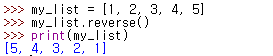 >>> my_list = [1, 2, 3, 4, 5]
>>> my_list.reverse()
>>> print(my_list)
[5, 4, 3, 2, 1]